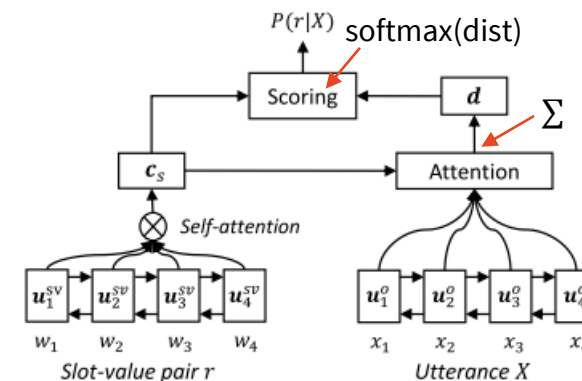 P(r|X)
softmax(dist)
Scoring
d
Σ
c_s
Attention
Self-attention
u_1^{sv} u_2^{sv} u_3^{sv} u_4^{sv}
u_1^o u_2^o u_3^o
w_1 w_2 w_3 w_4
x_1 x_2 x_3
Slot-value pair r
Utterance X